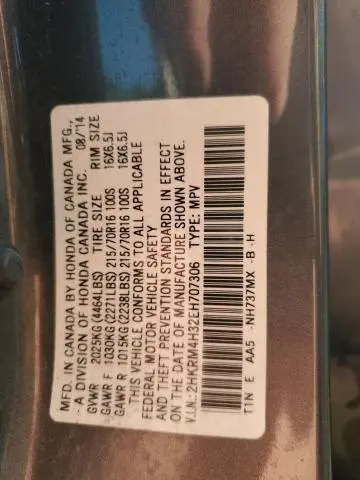 MFD. IN CANADA BY HONDA OF CANADA MFG.,
A DIVISION OF HONDA CANADA INC. 08/'14
GVWR 2025KG(4464LBS) TIRE SIZE RIM SIZE
GAWR F 1030KG(2271LBS) 215/70R16 100S 16X6.5J
GAWR R 1015KG(2238LBS) 215/70R16 100S 16X6.5J
THIS VEHICLE CONFORMS TO ALL APPLICABLE
FEDERAL MOTOR VEHICLE SAFETY
AND THEFT PREVENTION STANDARDS IN EFFECT
ON THE DATE OF MANUFACTURE SHOWN ABOVE.
V.I.N.:2HKRM4H32EH707306 TYPE: MPV
T1N E AA5 -NH737MX -B -H